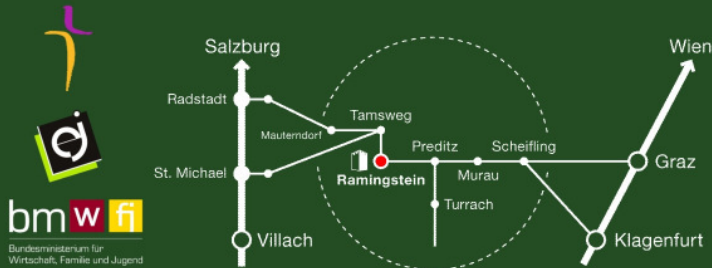 Salzburg
Wien
Radstadt
Tamsweg
Mauterndorf
Preditz
Scheifling
ej
St. Michael
Ramingstein
Murau
Graz
Turrach
bmwfj
Villach
Klagenfurt
Bundesministerium für
Wirtschaft, Familie und Jugend